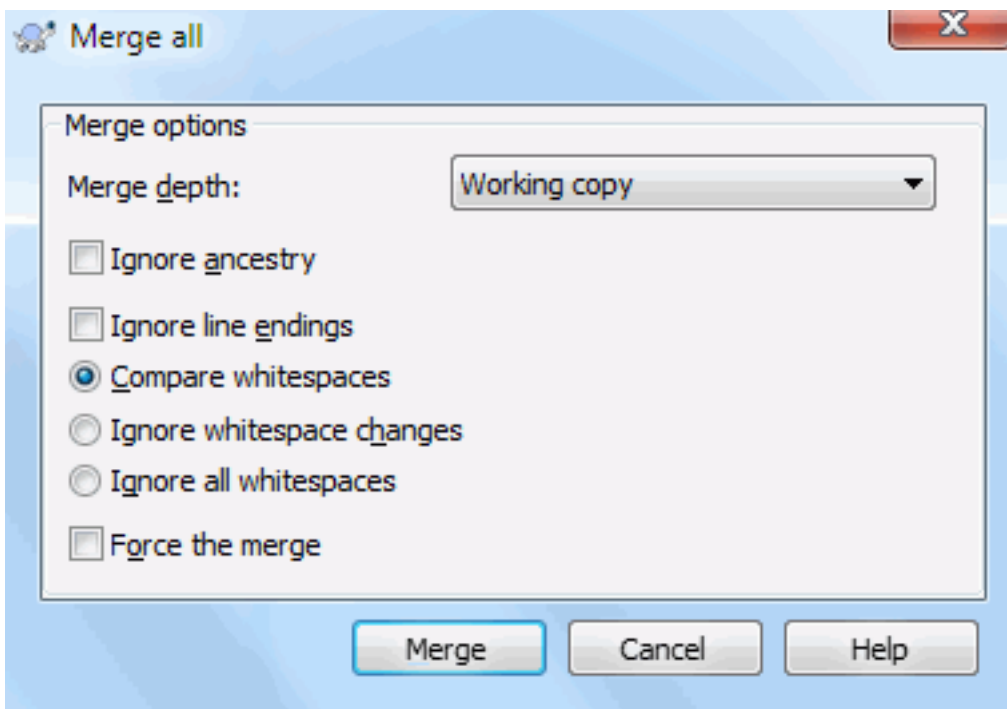 Merge all
Merge options
Merge depth: Working copy
Ignore ancestry
Ignore line endings
Compare whitespaces
Ignore whitespace changes
Ignore all whitespaces
Force the merge
Merge Cancel Help